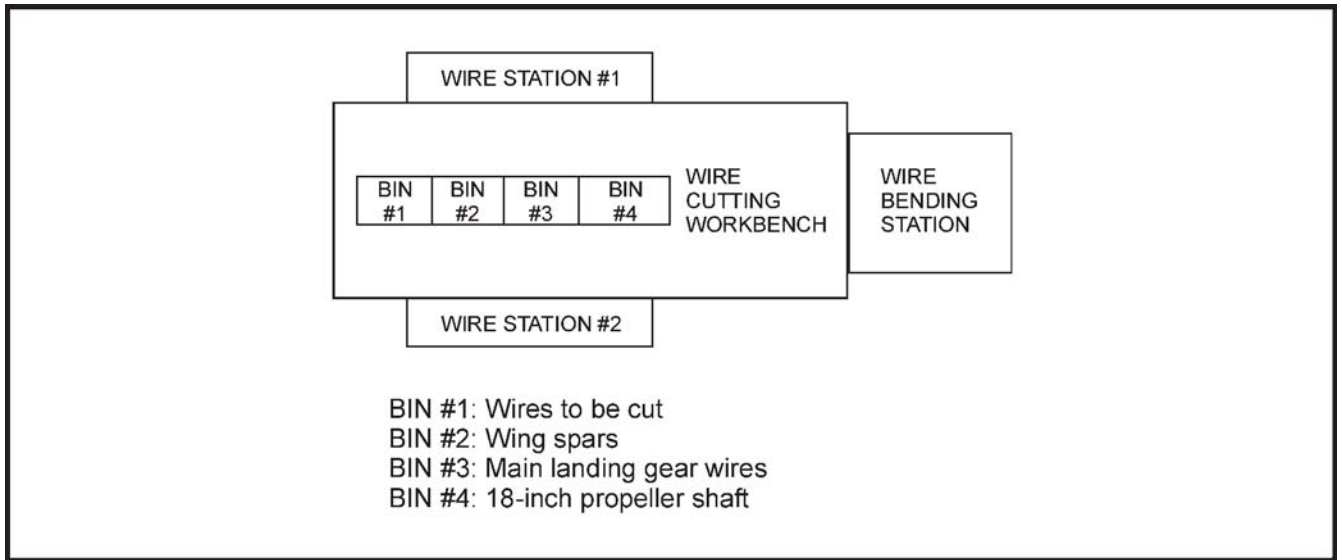 WIRE STATION #1
BIN
#1
BIN
#2
BIN
#3
BIN
#4
WIRE
CUTTING
WORKBENCH
WIRE
BENDING
STATION
WIRE STATION #2
BIN #1: Wires to be cut
BIN #2: Wing spars
BIN #3: Main landing gear wires
BIN #4: 18-inch propeller shaft